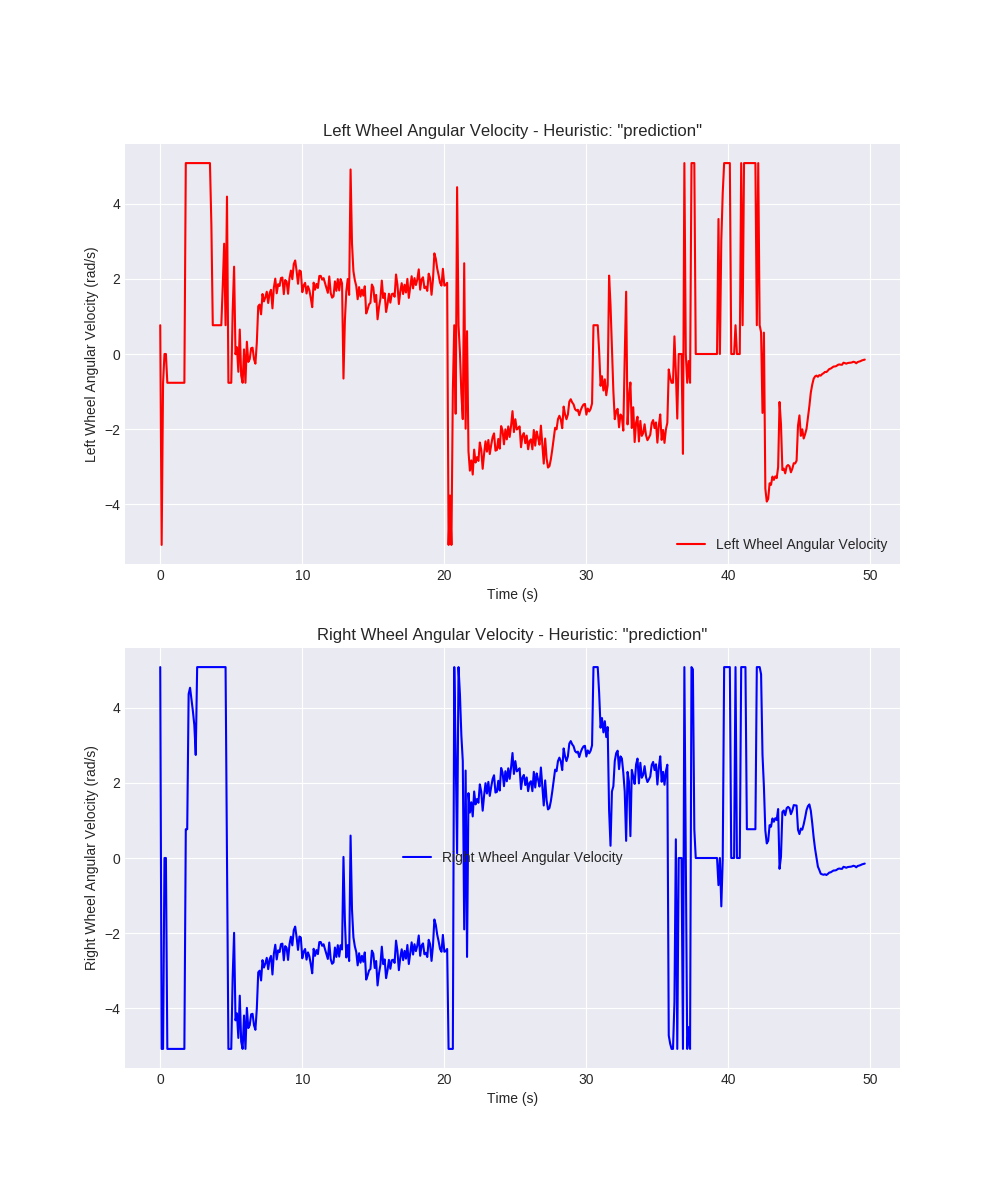 Left Wheel Angular Velocity - Heuristic: "prediction"
Left Wheel Angular Velocity (rad/s)
4
2
0
−2
−4
Left Wheel Angular Velocity
0 10 20 30 40 50
Time (s)
Right Wheel Angular Velocity - Heuristic: "prediction"
Right Wheel Angular Velocity (rad/s)
4
2
0
−2
−4
Right Wheel Angular Velocity
0 10 20 30 40 50
Time (s)